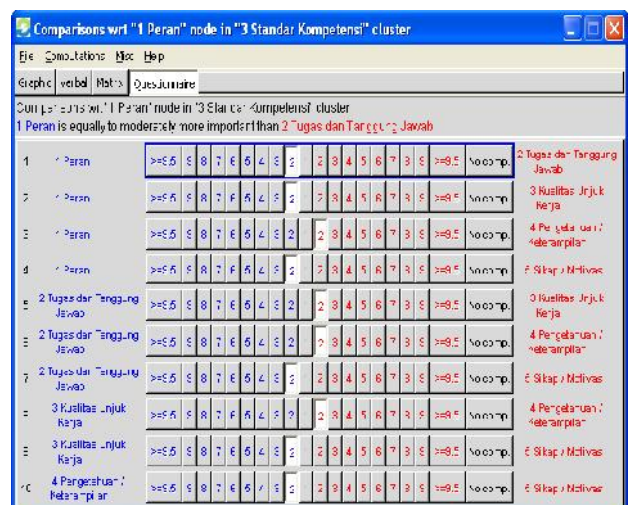 Comparisons wrt "1 Peran" node in "3 Standar Kompetensi" cluster
File Computations Misc Help
Graphic Verbal Matrix Questionnaire
Comparisons wrt "1 Peran" node in "3 Standar Kompetensi" cluster
1 Peran is equally to moderately more important than 2 Tugas dan Tanggung Jawab
1 1 Peran >=9.5 9 8 7 6 5 4 3 2 2 3 4 5 6 7 8 9 >=9.5 No comp. 2 Tugas dan Tanggung Jawab
2 1 Peran >=9.5 9 8 7 6 5 4 3 2 2 3 4 5 6 7 8 9 >=9.5 No comp. 3 Kualitas Unjuk Kerja
3 1 Peran >=9.5 9 8 7 6 5 4 3 2 2 3 4 5 6 7 8 9 >=9.5 No comp. 4 Pengetahuan / Keterampilan
4 1 Peran >=9.5 9 8 7 6 5 4 3 2 2 3 4 5 6 7 8 9 >=9.5 No comp. 5 Sikap / Motivasi
5 2 Tugas dan Tanggung Jawab >=9.5 9 8 7 6 5 4 3 2 2 3 4 5 6 7 8 9 >=9.5 No comp. 3 Kualitas Unjuk Kerja
6 2 Tugas dan Tanggung Jawab >=9.5 9 8 7 6 5 4 3 2 2 3 4 5 6 7 8 9 >=9.5 No comp. 4 Pengetahuan / Keterampilan
7 2 Tugas dan Tanggung Jawab >=9.5 9 8 7 6 5 4 3 2 2 3 4 5 6 7 8 9 >=9.5 No comp. 5 Sikap / Motivasi
8 3 Kualitas Unjuk Kerja >=9.5 9 8 7 6 5 4 3 2 2 3 4 5 6 7 8 9 >=9.5 No comp. 4 Pengetahuan / Keterampilan
9 3 Kualitas Unjuk Kerja >=9.5 9 8 7 6 5 4 3 2 2 3 4 5 6 7 8 9 >=9.5 No comp. 5 Sikap / Motivasi
10 4 Pengetahuan / Keterampilan >=9.5 9 8 7 6 5 4 3 2 2 3 4 5 6 7 8 9 >=9.5 No comp. 5 Sikap / Motivasi